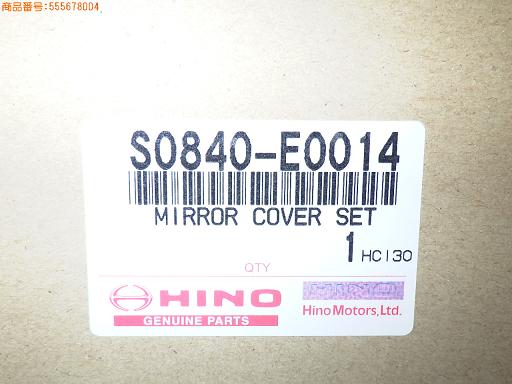 商品番号:555678004
S0840-E0014
MIRROR COVER SET
1 HC130
QTY
HINO
GENUINE PARTS
HINO
Hino Motors, Ltd.